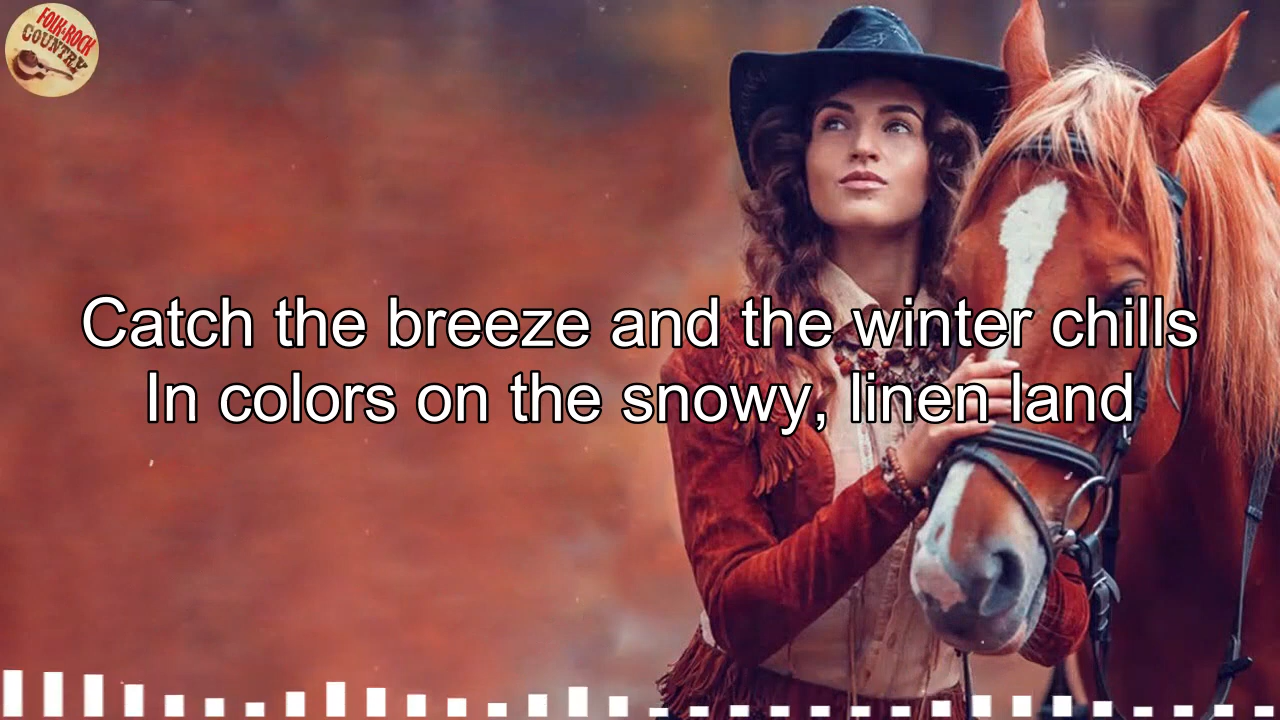 FOLK & ROCK
COUNTRY
Catch the breeze and the winter chills
In colors on the snowy, linen land